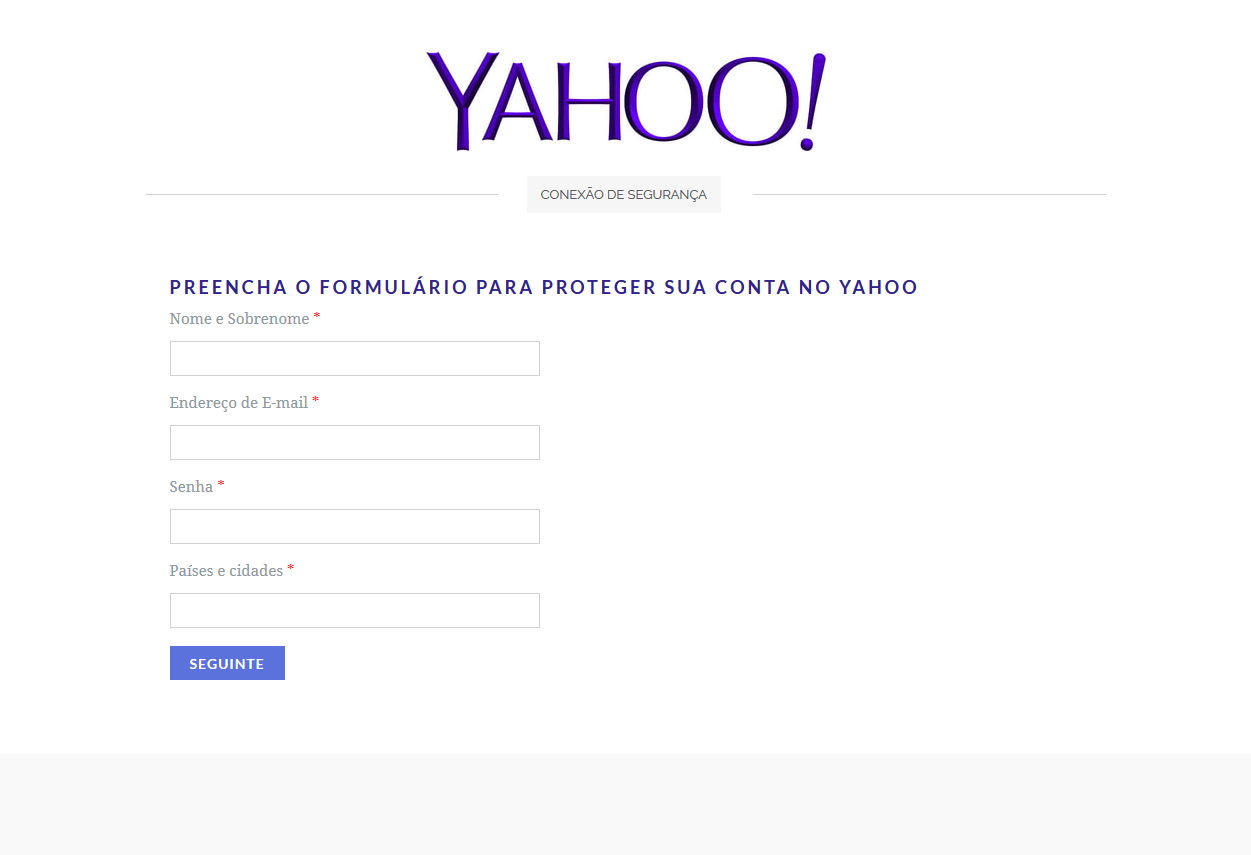 YAHOO!
CONEXÃO DE SEGURANÇA
PREENCHA O FORMULÁRIO PARA PROTEGER SUA CONTA NO YAHOO
Nome e Sobrenome *
Endereço de E-mail *
Senha *
Países e cidades *
SEGUINTE